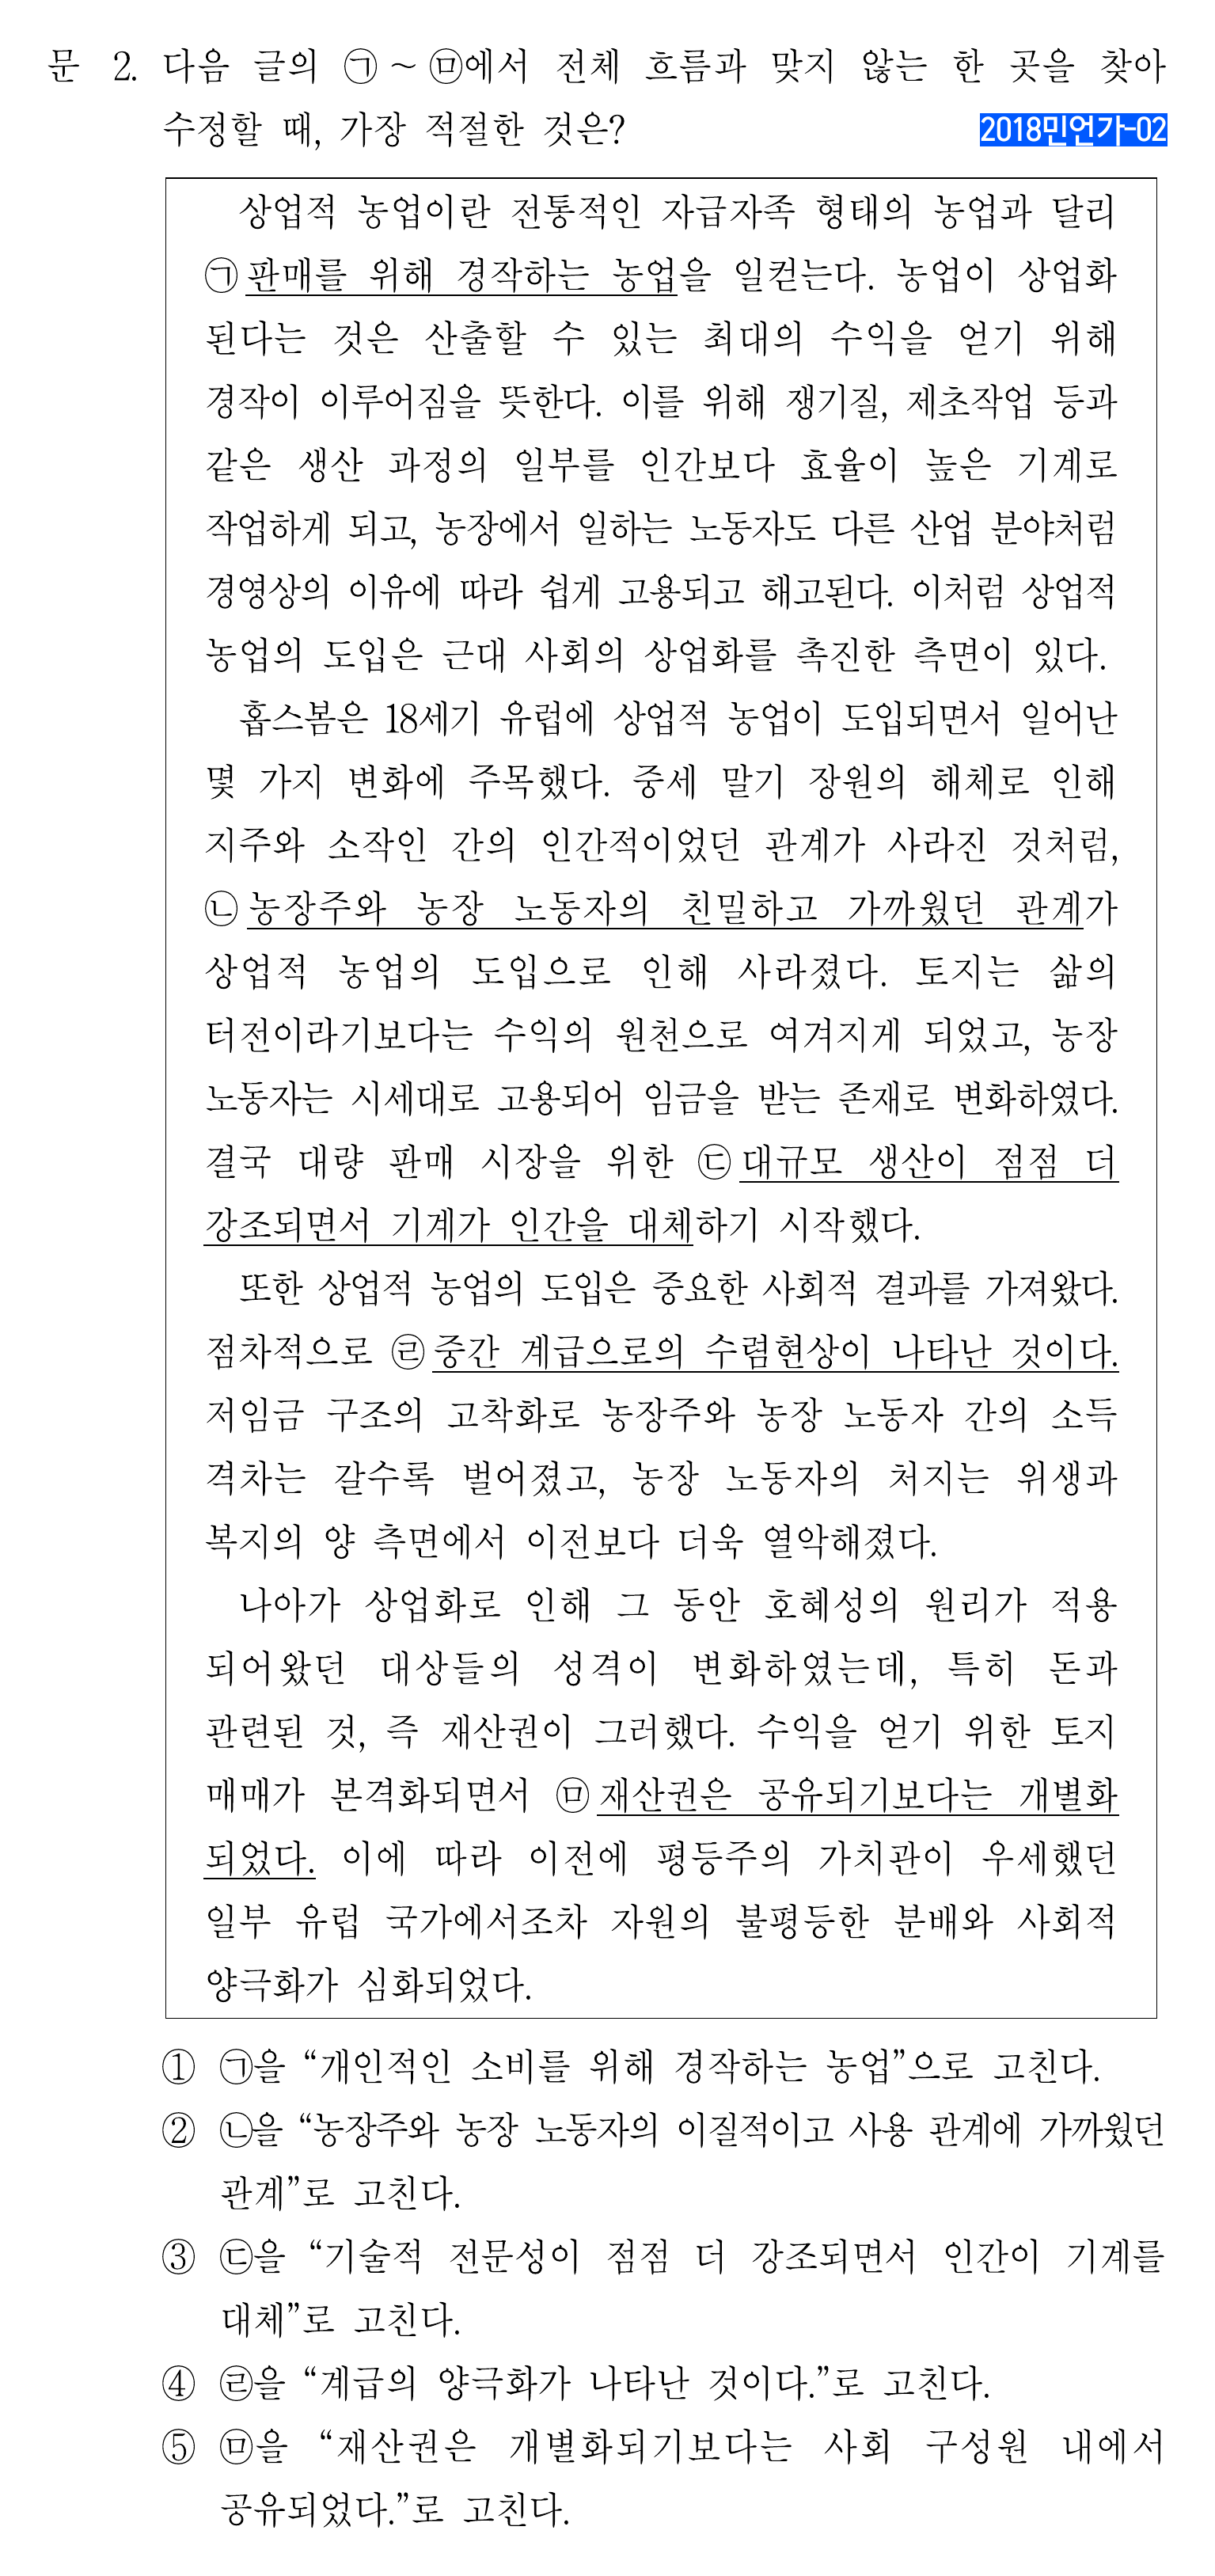 문 2. 다음 글의 ㉠~㉤에서 전체 흐름과 맞지 않는 한 곳을 찾아
수정할 때, 가장 적절한 것은?
2018민언가-02
상업적 농업이란 전통적인 자급자족 형태의 농업과 달리
㉠판매를 위해 경작하는 농업을 일컫는다. 농업이 상업화
된다는 것은 산출할 수 있는 최대의 수익을 얻기 위해
경작이 이루어짐을 뜻한다. 이를 위해 쟁기질, 제초작업 등과
같은 생산 과정의 일부를 인간보다 효율이 높은 기계로
작업하게 되고, 농장에서 일하는 노동자도 다른 산업 분야처럼
경영상의 이유에 따라 쉽게 고용되고 해고된다. 이처럼 상업적
농업의 도입은 근대 사회의 상업화를 촉진한 측면이 있다.
홉스봄은 18세기 유럽에 상업적 농업이 도입되면서 일어난
몇 가지 변화에 주목했다. 중세 말기 장원의 해체로 인해
지주와 소작인 간의 인간적이었던 관계가 사라진 것처럼,
㉡농장주와 농장 노동자의 친밀하고 가까웠던 관계가
상업적 농업의 도입으로 인해 사라졌다. 토지는 삶의
터전이라기보다는 수익의 원천으로 여겨지게 되었고, 농장
노동자는 시세대로 고용되어 임금을 받는 존재로 변화하였다.
결국 대량 판매 시장을 위한 ㉢대규모 생산이 점점 더
강조되면서 기계가 인간을 대체하기 시작했다.
또한 상업적 농업의 도입은 중요한 사회적 결과를 가져왔다.
점차적으로 ㉣중간 계급으로의 수렴현상이 나타난 것이다.
저임금 구조의 고착화로 농장주와 농장 노동자 간의 소득
격차는 갈수록 벌어졌고, 농장 노동자의 처지는 위생과
복지의 양 측면에서 이전보다 더욱 열악해졌다.
나아가 상업화로 인해 그 동안 호혜성의 원리가 적용
되어왔던 대상들의 성격이 변화하였는데, 특히 돈과
관련된 것, 즉 재산권이 그러했다. 수익을 얻기 위한 토지
매매가 본격화되면서 ㉤재산권은 공유되기보다는 개별화
되었다. 이에 따라 이전에 평등주의 가치관이 우세했던
일부 유럽 국가에서조차 자원의 불평등한 분배와 사회적
양극화가 심화되었다.
① ㉠을 “개인적인 소비를 위해 경작하는 농업”으로 고친다.
② ㉡을 “농장주와 농장 노동자의 이질적이고 사용 관계에 가까웠던
관계”로 고친다.
③ ㉢을 “기술적 전문성이 점점 더 강조되면서 인간이 기계를
대체”로 고친다.
④ ㉣을 “계급의 양극화가 나타난 것이다.”로 고친다.
⑤ ㉤을 “재산권은 개별화되기보다는 사회 구성원 내에서
공유되었다.”로 고친다.